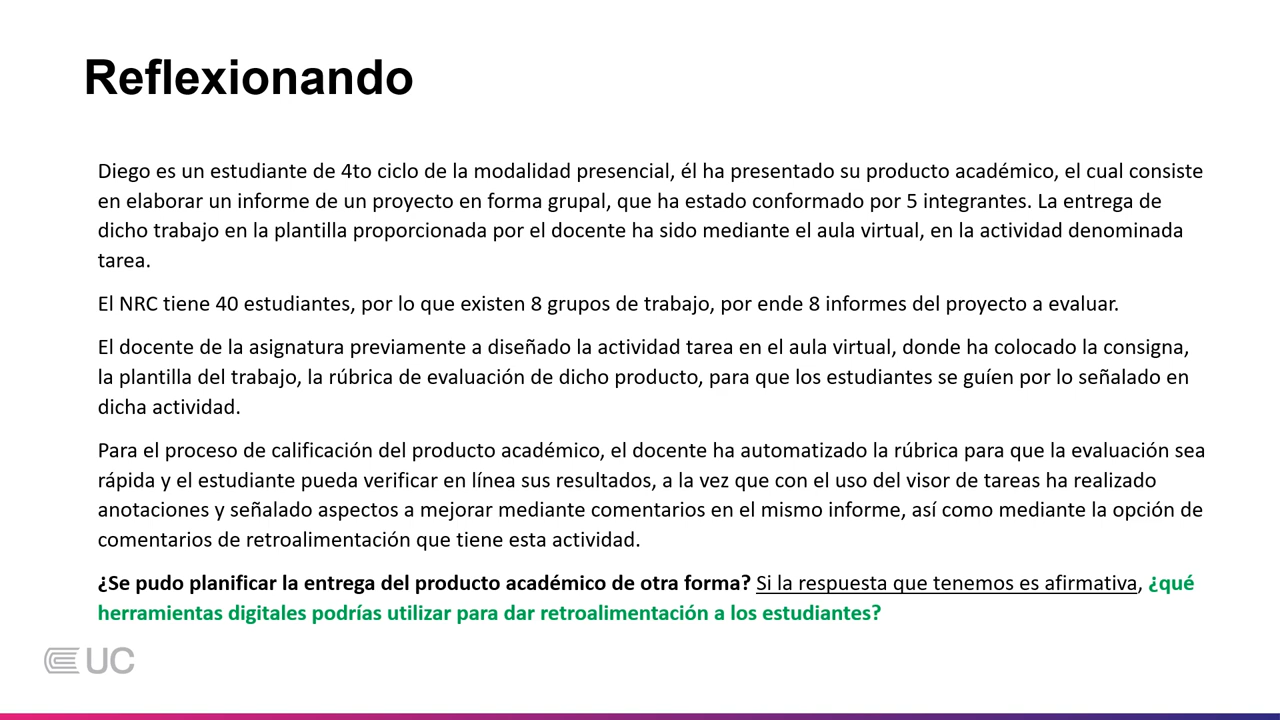 Reflexionando
Diego es un estudiante de 4to ciclo de la modalidad presencial, él ha presentado su producto académico, el cual consiste
en elaborar un informe de un proyecto en forma grupal, que ha estado conformado por 5 integrantes. La entrega de
dicho trabajo en la plantilla proporcionada por el docente ha sido mediante el aula virtual, en la actividad denominada
tarea.
El NRC tiene 40 estudiantes, por lo que existen 8 grupos de trabajo, por ende 8 informes del proyecto a evaluar.
El docente de la asignatura previamente a diseñado la actividad tarea en el aula virtual, donde ha colocado la consigna,
la plantilla del trabajo, la rúbrica de evaluación de dicho producto, para que los estudiantes se guíen por lo señalado en
dicha actividad.
Para el proceso de calificación del producto académico, el docente ha automatizado la rúbrica para que la evaluación sea
rápida y el estudiante pueda verificar en línea sus resultados, a la vez que con el uso del visor de tareas ha realizado
anotaciones y señalado aspectos a mejorar mediante comentarios en el mismo informe, así como mediante la opción de
comentarios de retroalimentación que tiene esta actividad.
¿Se pudo planificar la entrega del producto académico de otra forma? Si la respuesta que tenemos es afirmativa, ¿qué
herramientas digitales podrías utilizar para dar retroalimentación a los estudiantes?
UC